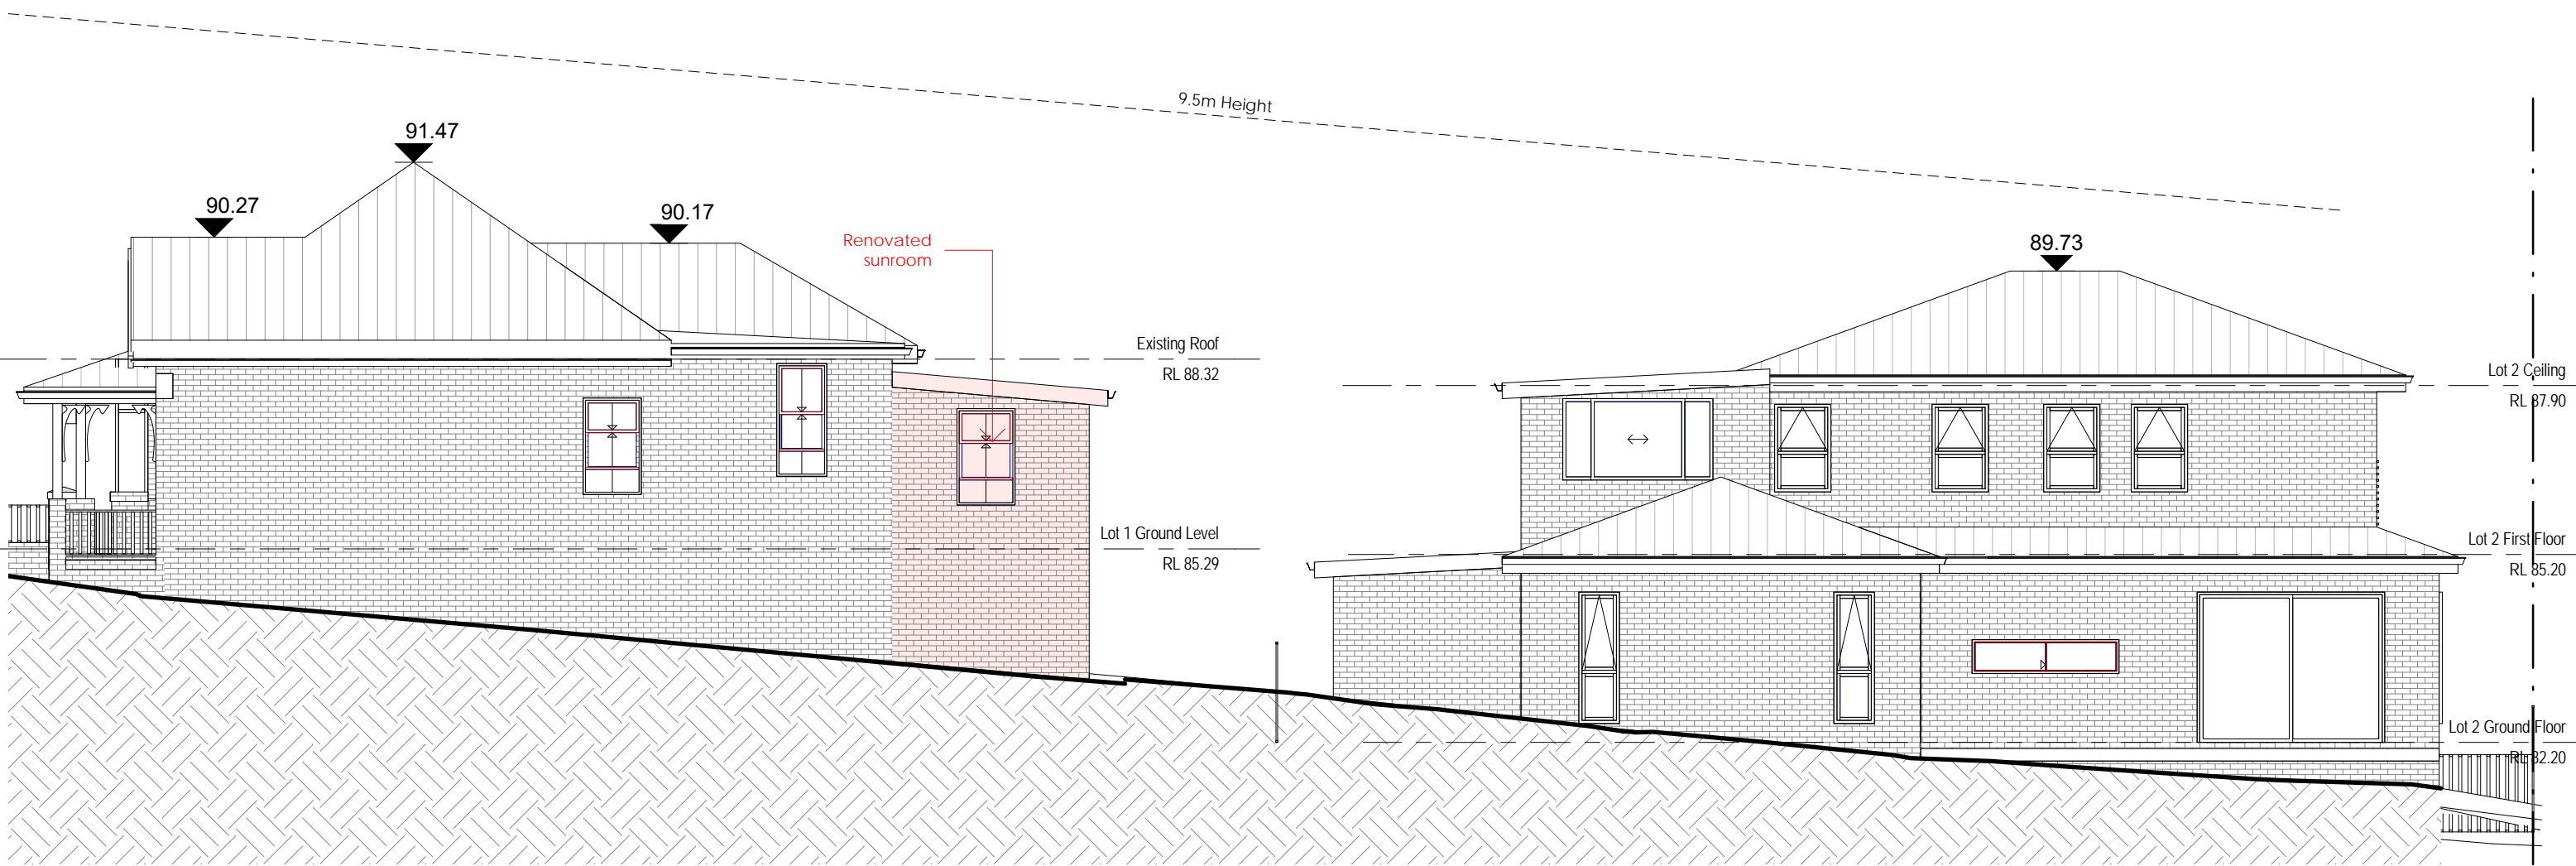 9.5m Height
91.47
90.27
90.17
Renovated
sunroom
89.73
Existing Roof
RL 88.32
Lot 2 Ceiling
RL 87.90
Lot 1 Ground Level
RL 85.29
Lot 2 First Floor
RL 85.20
Lot 2 Ground Floor
RL 82.20